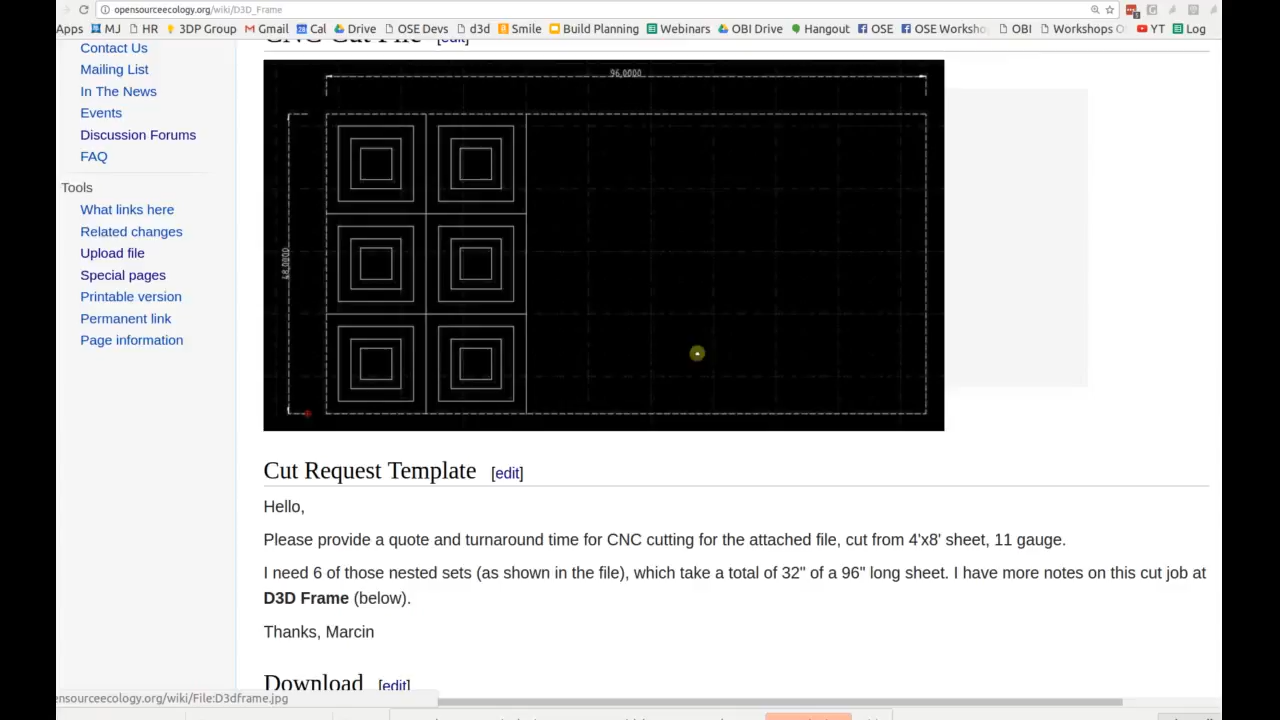 opensourceecology.org/wiki/D3D_Frame
Apps MJ HR 3DP Group Gmail Cal Drive OSE Devs d3d Smile Build Planning Webinars OBI Drive Hangout OSE OSE Worksho OBI Workshops O YT Log
Contact Us
Mailing List
In The News
Events
Discussion Forums
FAQ
Tools
What links here
Related changes
Upload file
Special pages
Printable version
Permanent link
Page information
CNC Cut File [edit]
96.0000
48.0000
Cut Request Template [edit]
Hello,
Please provide a quote and turnaround time for CNC cutting for the attached file, cut from 4'x8' sheet, 11 gauge.
I need 6 of those nested sets (as shown in the file), which take a total of 32" of a 96" long sheet. I have more notes on this cut job at
D3D Frame (below).
Thanks, Marcin
Download [edit]
ensourceecology.org/wiki/File:D3dframe.jpg